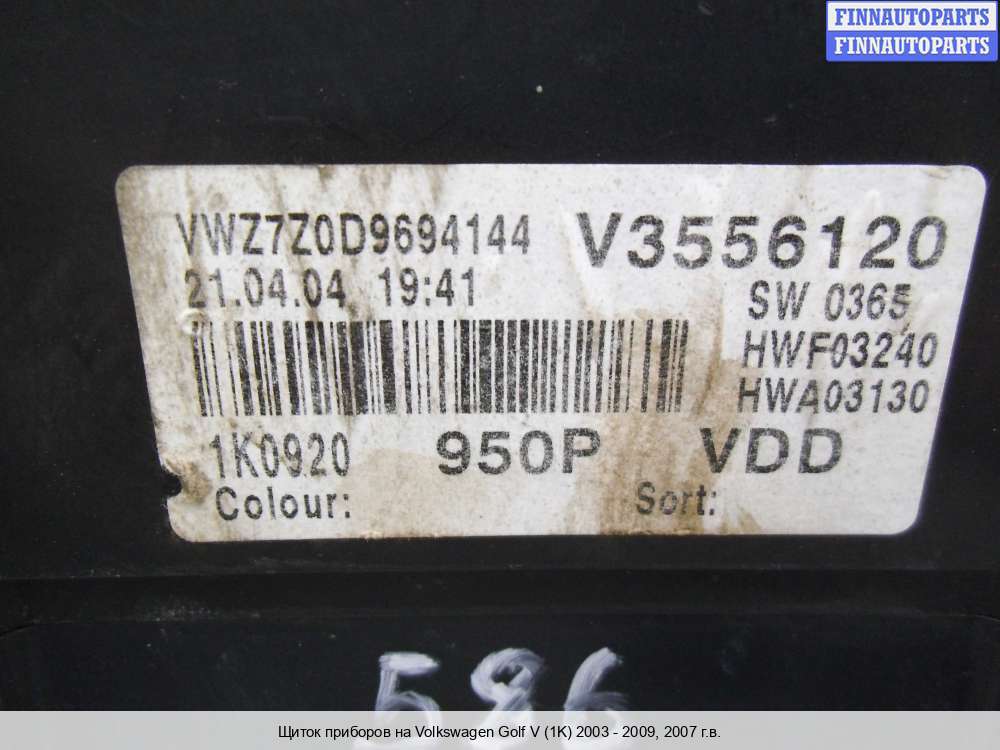 FINNAUTOPARTS
FINNAUTOPARTS
VWZ7Z0D9694144 V3556120
21.04.04 19:41 SW 0365
HWF03240
HWA03130
1K0920 950P VDD
Colour: Sort:
586
Щиток приборов на Volkswagen Golf V (1K) 2003 - 2009, 2007 г.в.